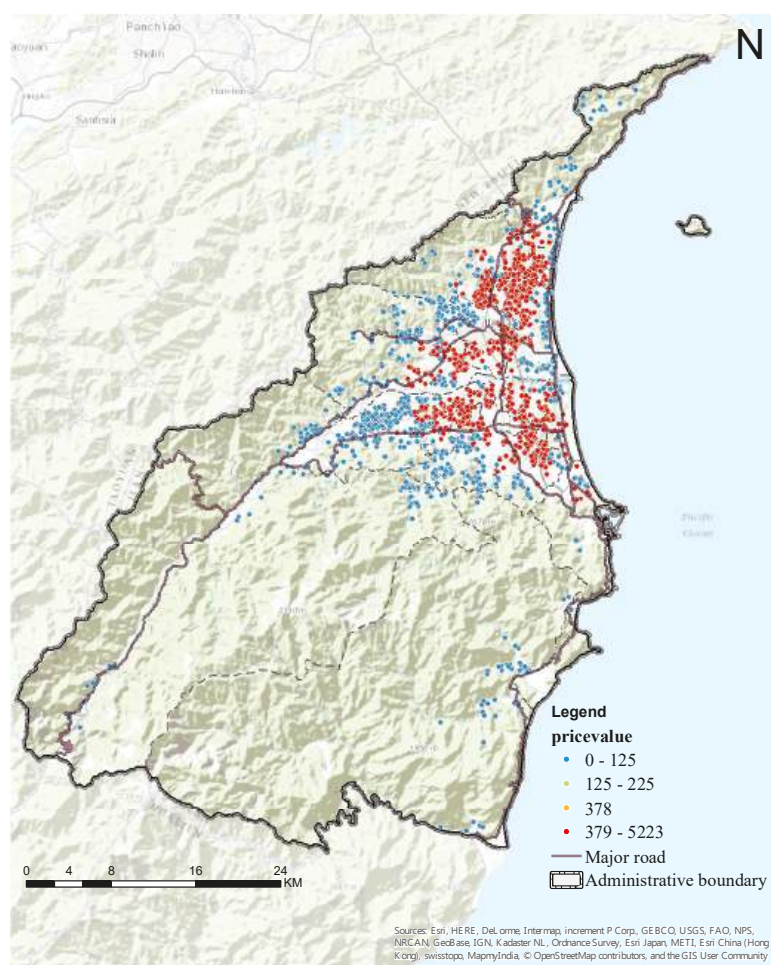 Panchiao
Shulin
N
Sanhsia
Pacific
Ocean
Legend
pricevalue
0 - 125
125 - 225
378
379 - 5223
Major road
Administrative boundary
0 4 8 16 24
KM
Sources: Esri, HERE, DeLorme, Intermap, increment P Corp., GEBCO, USGS, FAO, NPS,
NRCAN, GeoBase, IGN, Kadaster NL, Ordnance Survey, Esri Japan, METI, Esri China (Hong
Kong), swisstopo, MapmyIndia, © OpenStreetMap contributors, and the GIS User Community